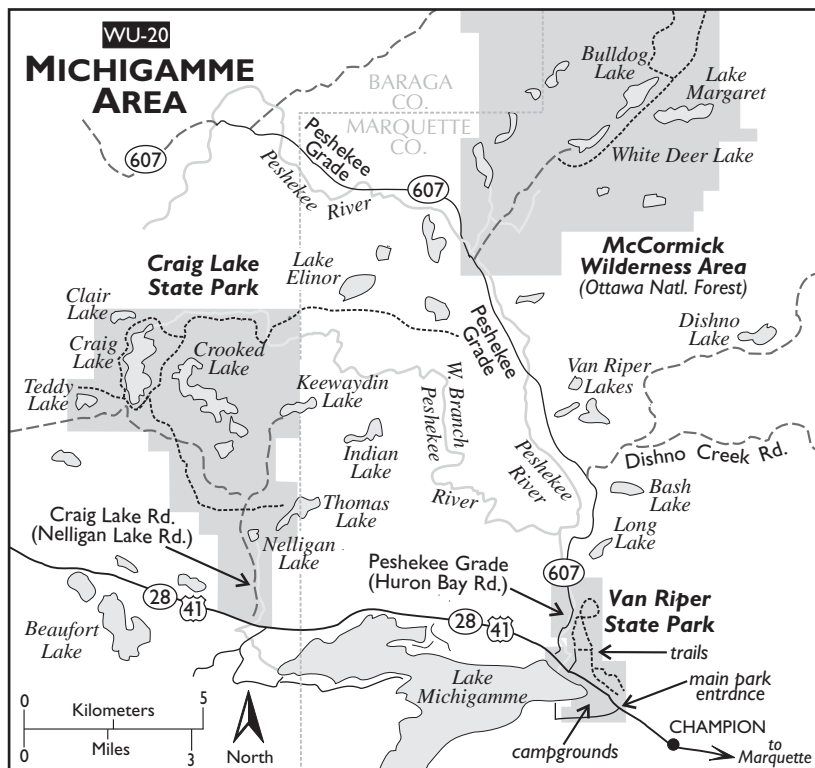 WU-20
MICHIGAMME
AREA
BARAGA
CO.
MARQUETTE
CO.
Bulldog
Lake
Lake
Margaret
White Deer Lake
607
Peshekee
Grade
Peshekee
River
607
McCormick
Wilderness Area
(Ottawa Natl. Forest)
Craig Lake
State Park
Lake
Elinor
Clair
Lake
Craig
Lake
Crooked
Lake
Teddy
Lake
Keewaydin
Lake
Peshekee
Grade
Dishno
Lake
Van Riper
Lakes
W. Branch
Peshekee
River
Indian
Lake
Peshekee
River
Dishno Creek Rd.
Bash
Lake
Long
Lake
Thomas
Lake
Craig Lake Rd.
(Nelligan Lake Rd.)
Nelligan
Lake
Peshekee Grade
(Huron Bay Rd.)
607
Van Riper
State Park
28
41
28
41
Beaufort
Lake
trails
Lake
Michigamme
main park
entrance
campgrounds
CHAMPION
to
Marquette
0
5
Kilometers
Miles
0
3
North